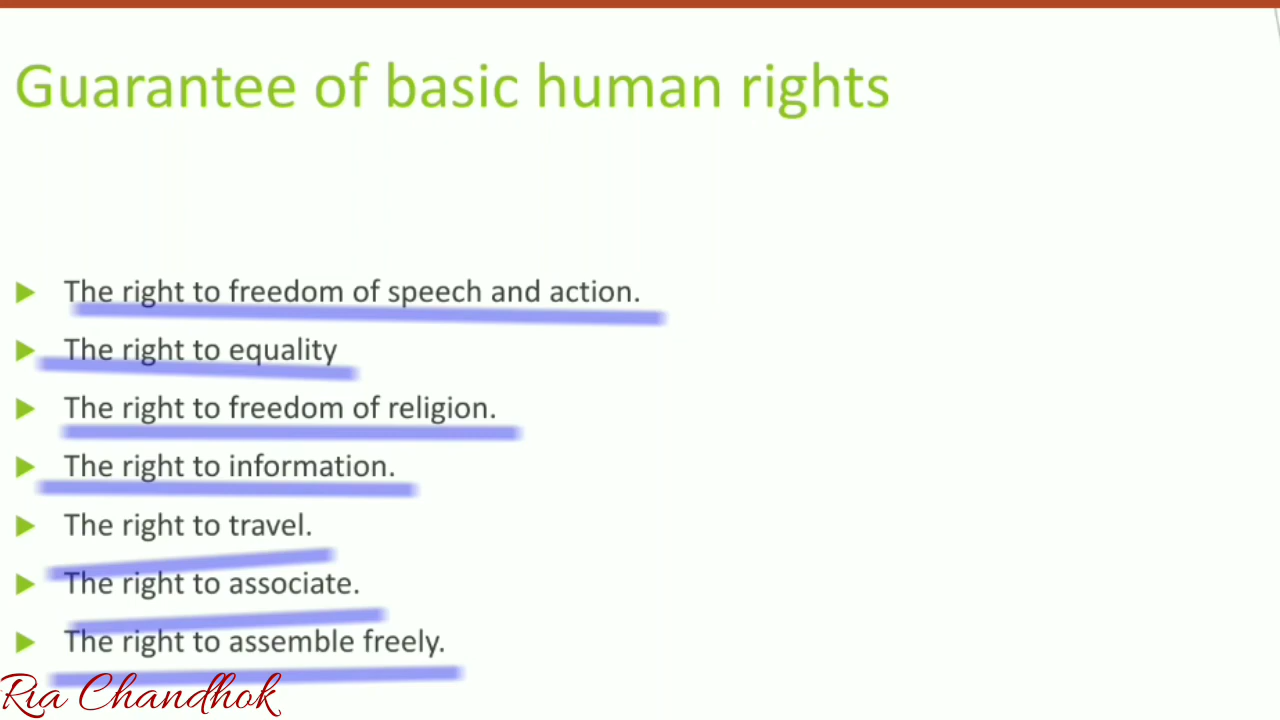 Guarantee of basic human rights
The right to freedom of speech and action.
The right to equality
The right to freedom of religion.
The right to information.
The right to travel.
The right to associate.
The right to assemble freely.
Ria Chandhok